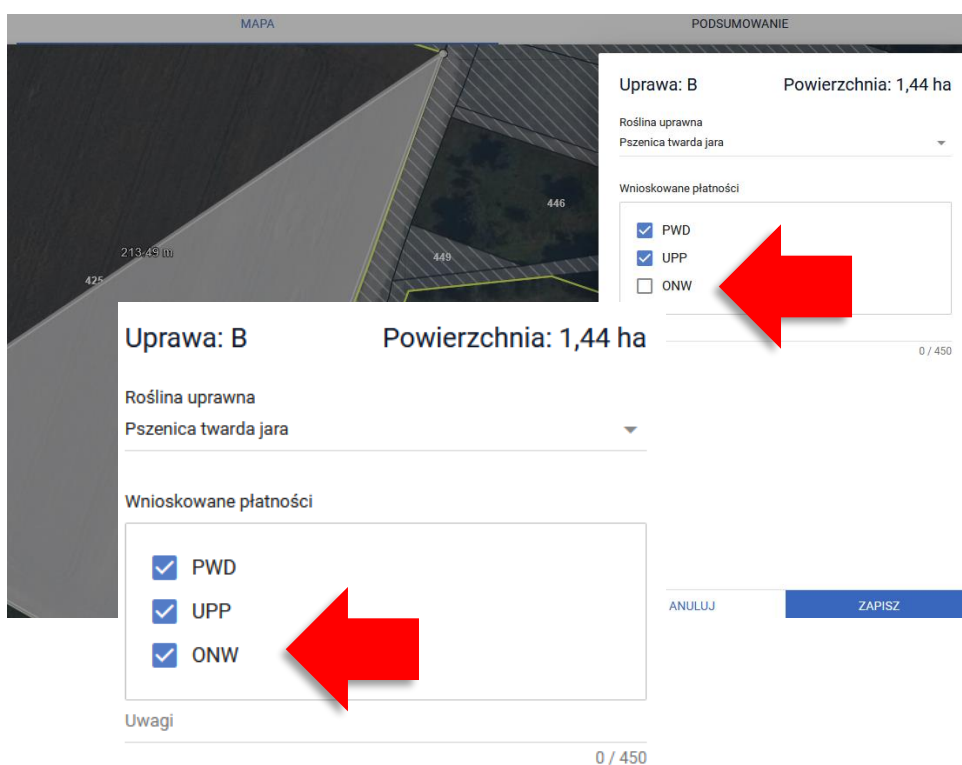 MAPA
PODSUMOWANIE
Uprawa: B Powierzchnia: 1,44 ha
Roślina uprawna
Pszenica twarda jara
Wnioskowane płatności
PWD
UPP
ONW
0 / 450
446
449
213.49 m
425
Uprawa: B Powierzchnia: 1,44 ha
Roślina uprawna
Pszenica twarda jara
Wnioskowane płatności
PWD
UPP
ONW
Uwagi
0 / 450
ANULUJ
ZAPISZ